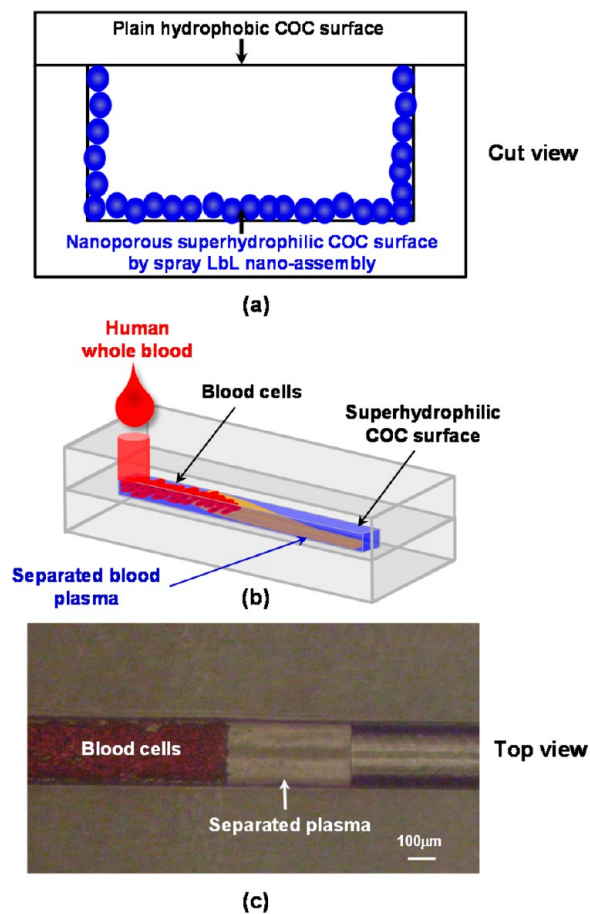 Plain hydrophobic COC surface
Cut view
Nanoporous superhydrophilic COC surface
by spray LbL nano-assembly
(a)
Human
whole blood
Blood cells
Superhydrophilic
COC surface
Separated blood
plasma
(b)
Blood cells
Top view
Separated plasma
100μm
(c)